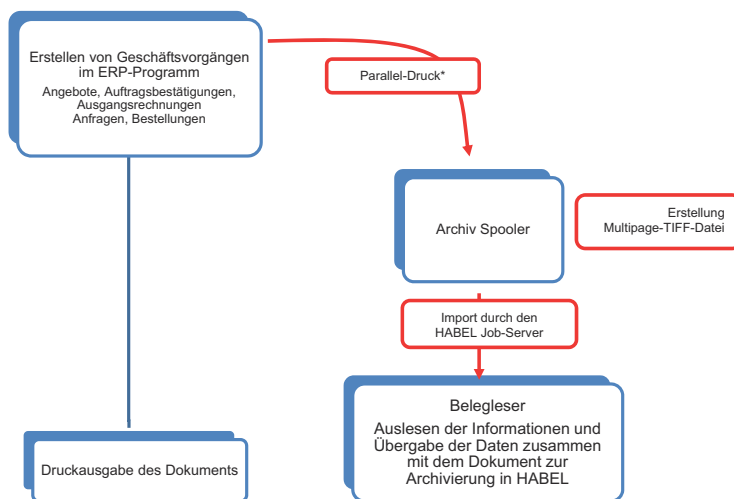 Erstellen von Geschäftsvorgängen
im ERP-Programm
Angebote, Auftragsbestätigungen,
Ausgangsrechnungen
Anfragen, Bestellungen
Parallel-Druck*
Archiv Spooler
Erstellung
Multipage-TIFF-Datei
Import durch den
HABEL Job-Server
Belegleser
Auslesen der Informationen und
Übergabe der Daten zusammen
mit dem Dokument zur
Archivierung in HABEL
Druckausgabe des Dokuments